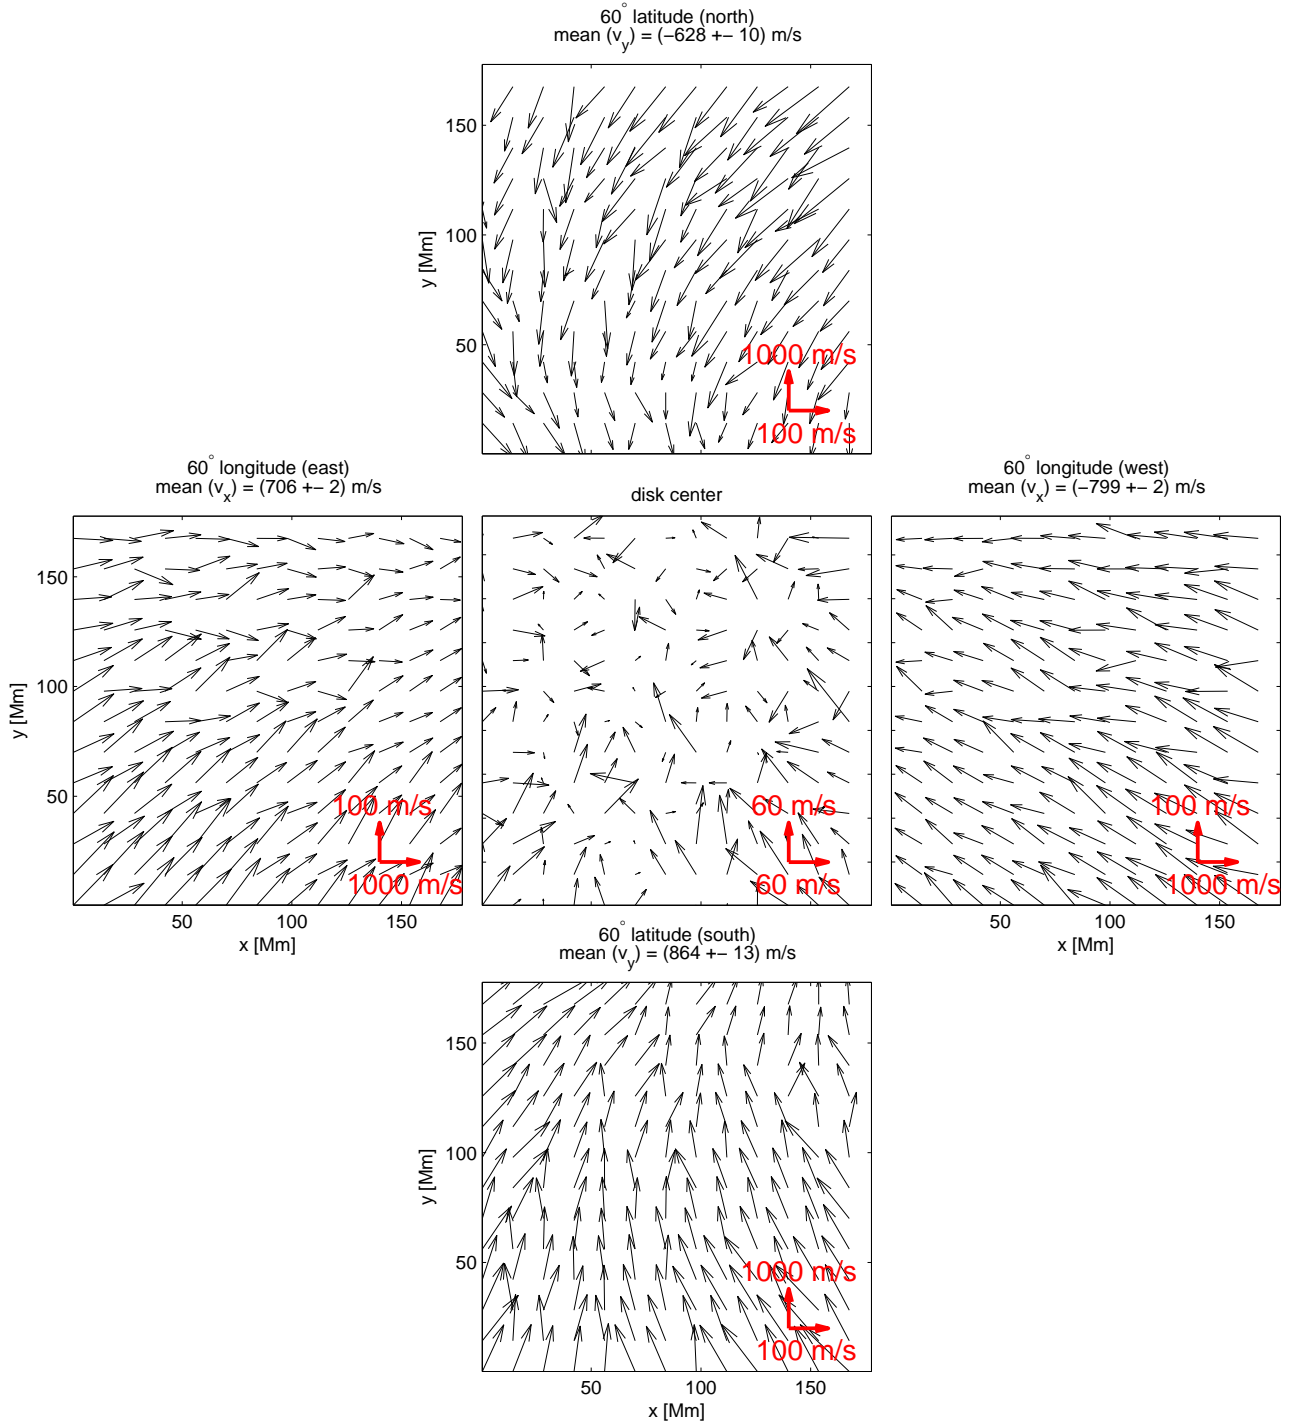 60° latitude (north)
mean (v_y) = (−628 +− 10) m/s
150
100
50
y [Mm]
1000 m/s
100 m/s
60° longitude (east)
mean (v_x) = (706 +− 2) m/s
150
100
50
y [Mm]
100 m/s
1000 m/s
50 100 150
x [Mm]
disk center
60 m/s
60 m/s
60° longitude (west)
mean (v_x) = (−799 +− 2) m/s
100 m/s
1000 m/s
50 100 150
x [Mm]
60° latitude (south)
mean (v_y) = (864 +− 13) m/s
150
100
50
y [Mm]
1000 m/s
100 m/s
50 100 150
x [Mm]